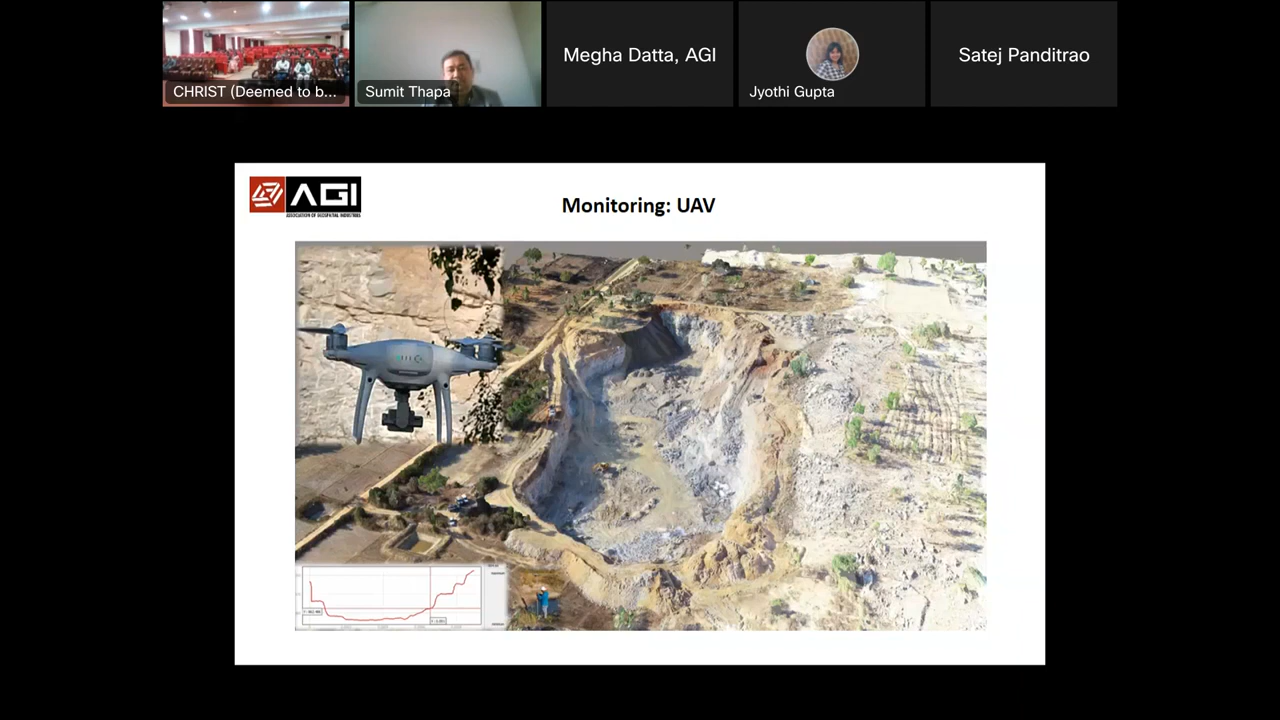 CHRIST (Deemed to b...
Sumit Thapa
Megha Datta, AGI
Jyothi Gupta
Satej Panditrao
AGI
ASSOCIATION OF GEOSPATIAL INDUSTRIES
Monitoring: UAV